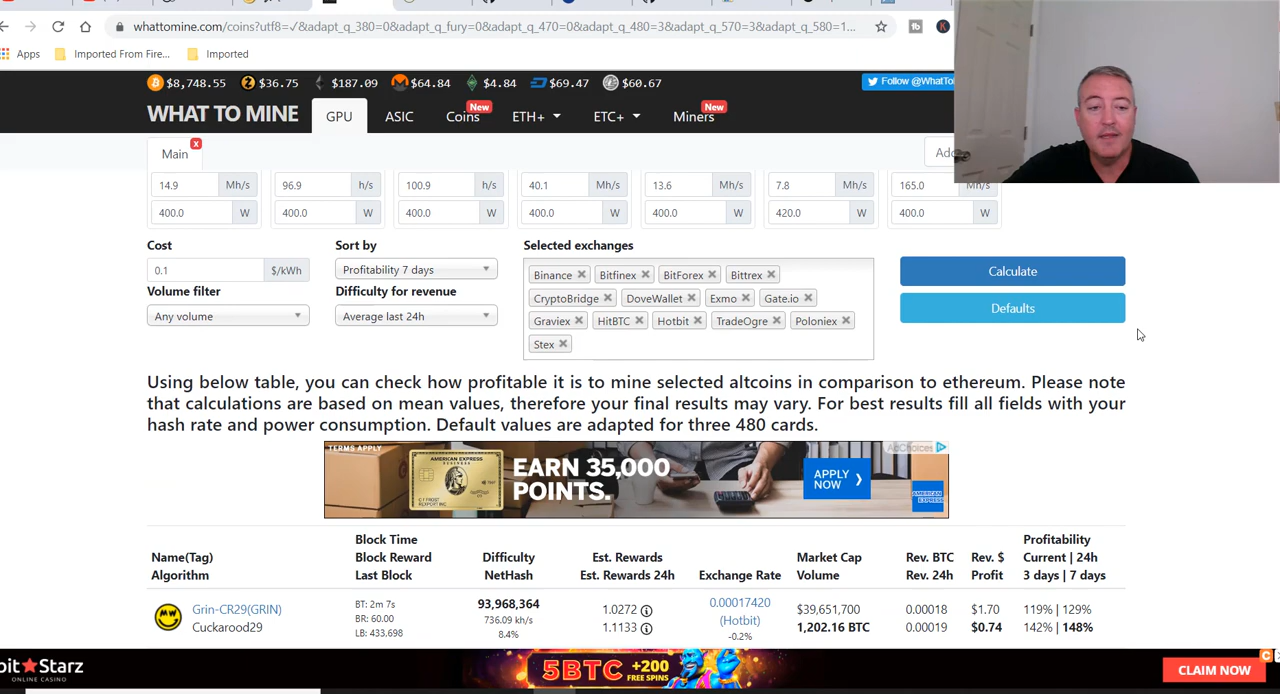 whattomine.com/coins?utf8=✓&adapt_q_380=0&adapt_q_fury=0&adapt_q_470=0&adapt_q_480=3&adapt_q_570=3&adapt_q_580=1...
Apps Imported From Fire... Imported
$8,748.55 $36.75 $187.09 $64.84 $4.84 $69.47 $60.67 Follow @WhatTo
WHAT TO MINE GPU ASIC Coins New ETH+ ETC+ Miners New
Main x
14.9 Mh/s 96.9 h/s 100.9 h/s 40.1 Mh/s 13.6 Mh/s 7.8 Mh/s 165.0 Mh/s
400.0 W 400.0 W 400.0 W 400.0 W 400.0 W 420.0 W 400.0 W
Cost Sort by Selected exchanges
0.1 $/kWh Profitability 7 days Binance Bitfinex BitForex Bittrex Calculate
Volume filter Difficulty for revenue CryptoBridge DoveWallet Exmo Gate.io Defaults
Any volume Average last 24h Graviex HitBTC Hotbit TradeOgre Poloniex
Stex
Using below table, you can check how profitable it is to mine selected altcoins in comparison to ethereum. Please note
that calculations are based on mean values, therefore your final results may vary. For best results fill all fields with your
hash rate and power consumption. Default values are adapted for three 480 cards.
TERMS APPLY AdChoices
AMERICAN EXPRESS
EARN 35,000
POINTS.
APPLY
NOW
AMERICAN
EXPRESS
Name(Tag)
Algorithm
Block Time
Block Reward
Last Block
Difficulty
NetHash
Est. Rewards
Est. Rewards 24h
Exchange Rate
Market Cap
Volume
Rev. BTC
Rev. 24h
Rev. $
Profit
Profitability
Current | 24h
3 days | 7 days
Grin-CR29(GRIN)
Cuckarood29
BT: 2m 7s
BR: 60.00
LB: 433,698
93,968,364
736.09 kh/s
8.4%
1.0272
1.1133
0.00017420
(Hotbit)
-0.2%
$39,651,700
1,202.16 BTC
0.00018
0.00019
$1.70
$0.74
119% | 129%
142% | 148%
bit★Starz
ONLINE CASINO
5BTC +200
FREE SPINS
CLAIM NOW